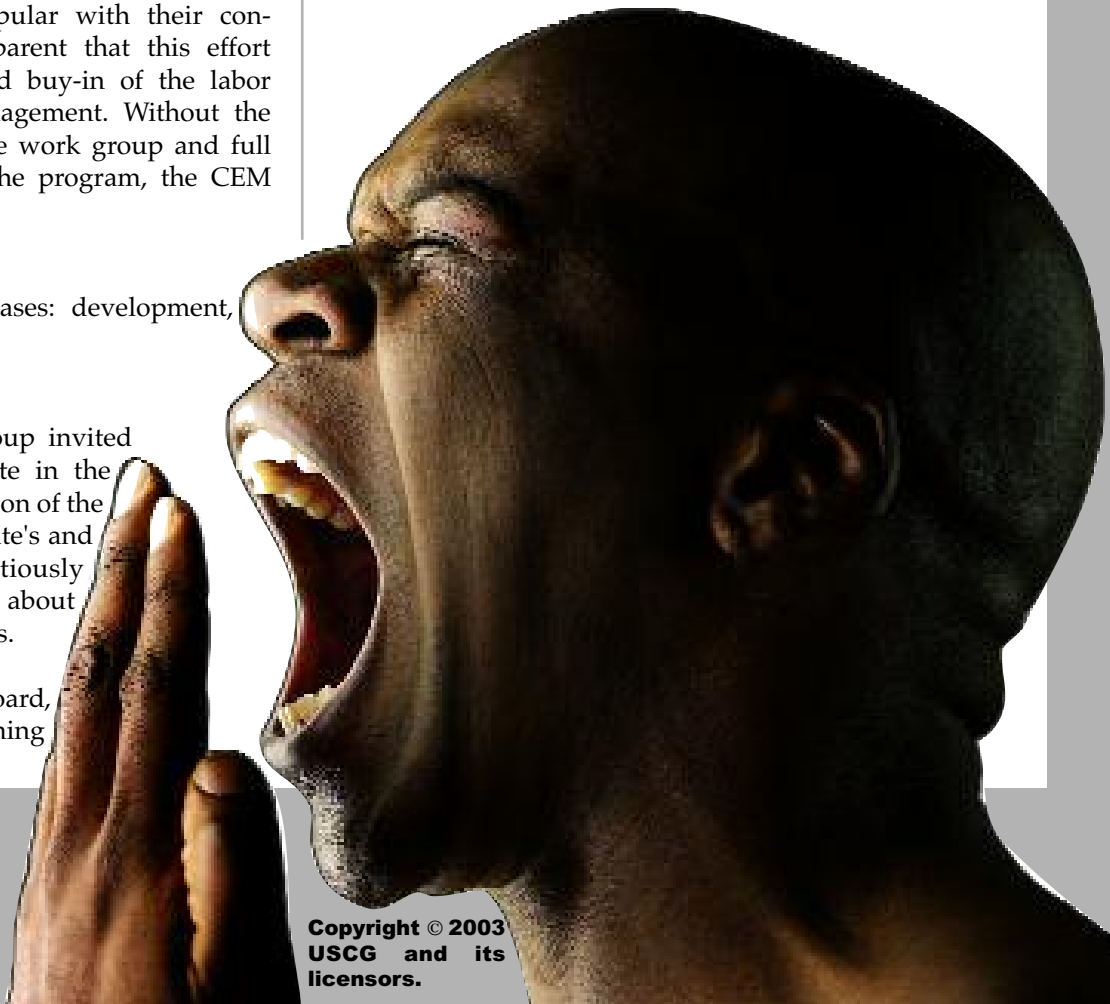 pular with their con-
parent that this effort
d buy-in of the labor
agement. Without the
e work group and full
he program, the CEM
ases: development,
oup invited
te in the
on of the
te's and
tiously
about
s.
oard,
ning
Copyright © 2003
USCG and its
licensors.